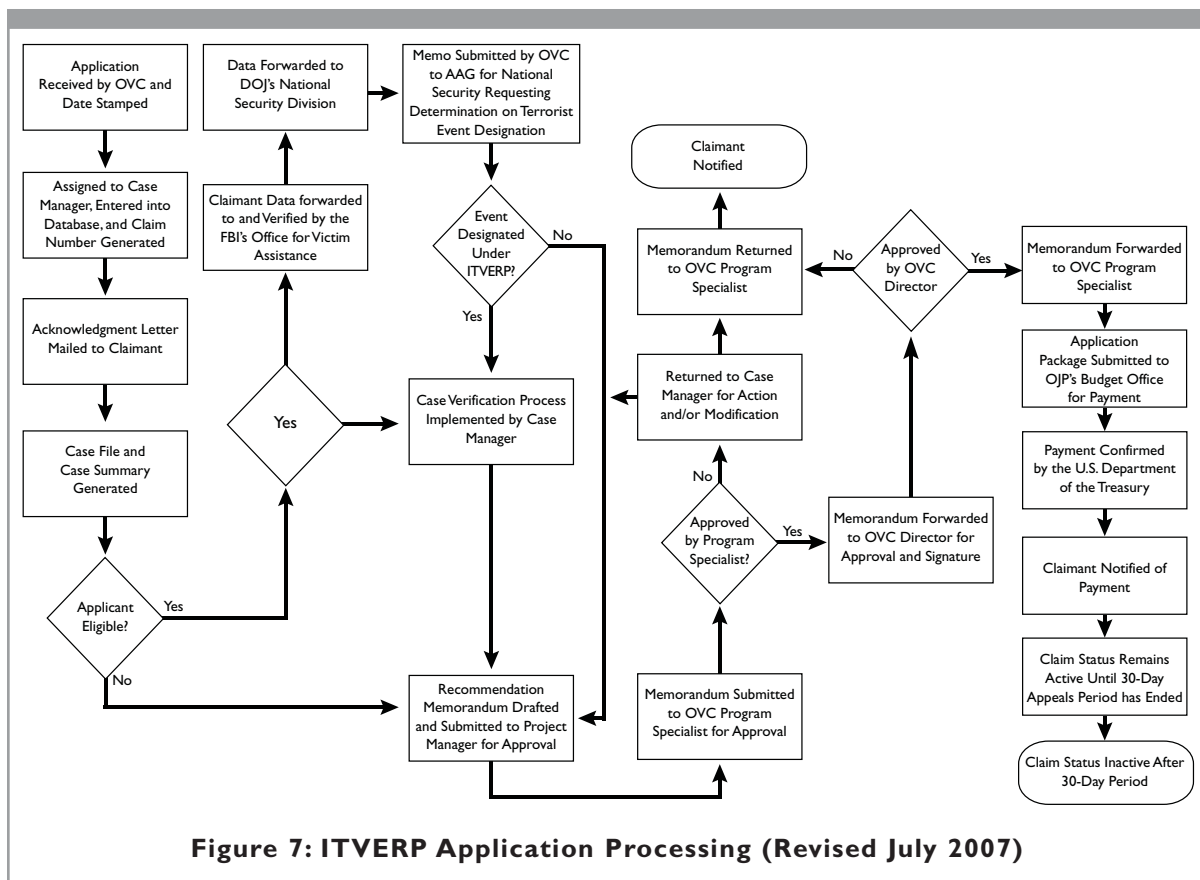 Application
Received by OVC and
Date Stamped
Assigned to Case
Manager, Entered into
Database, and Claim
Number Generated
Acknowledgment Letter
Mailed to Claimant
Case File and
Case Summary
Generated
Applicant
Eligible?
Yes
No
Yes
Claimant Data forwarded
to and Verified by the
FBI's Office for Victim
Assistance
Data Forwarded to
DOJ's National
Security Division
Memo Submitted by OVC
to AAG for National
Security Requesting
Determination on Terrorist
Event Designation
Event
Designated
Under
ITVERP?
No
Yes
Case Verification Process
Implemented by Case
Manager
Recommendation
Memorandum Drafted
and Submitted to Project
Manager for Approval
Memorandum Submitted
to OVC Program
Specialist for Approval
Approved
by Program
Specialist?
No
Yes
Returned to Case
Manager for Action
and/or Modification
Memorandum Returned
to OVC Program
Specialist
Claimant
Notified
Memorandum Forwarded
to OVC Director for
Approval and Signature
Approved
by OVC
Director
No
Yes
Memorandum Forwarded
to OVC Program
Specialist
Application
Package Submitted to
OJP's Budget Office
for Payment
Payment Confirmed
by the U.S. Department
of the Treasury
Claimant Notified of
Payment
Claim Status Remains
Active Until 30-Day
Appeals Period has Ended
Claim Status Inactive After
30-Day Period
Figure 7: ITVERP Application Processing (Revised July 2007)